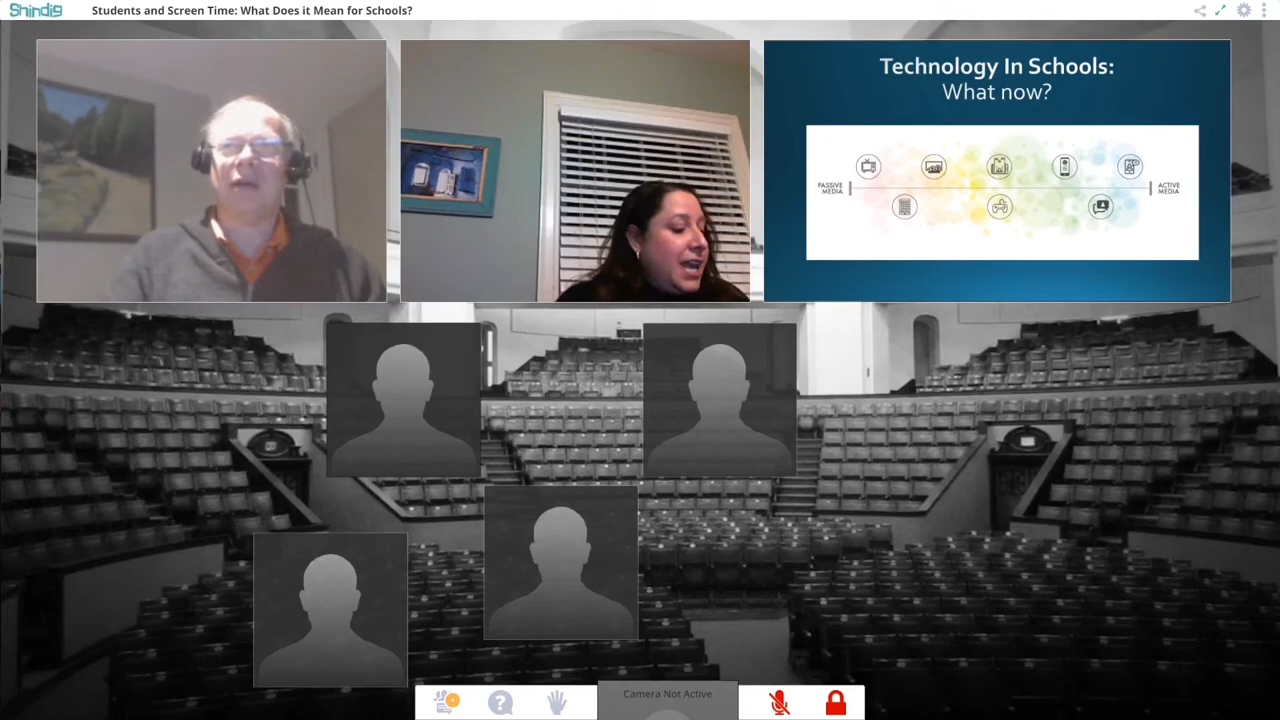 Shindig
Students and Screen Time: What Does it Mean for Schools?
Technology In Schools:
What now?
PASSIVE
MEDIA
ACTIVE
MEDIA
Camera Not Active